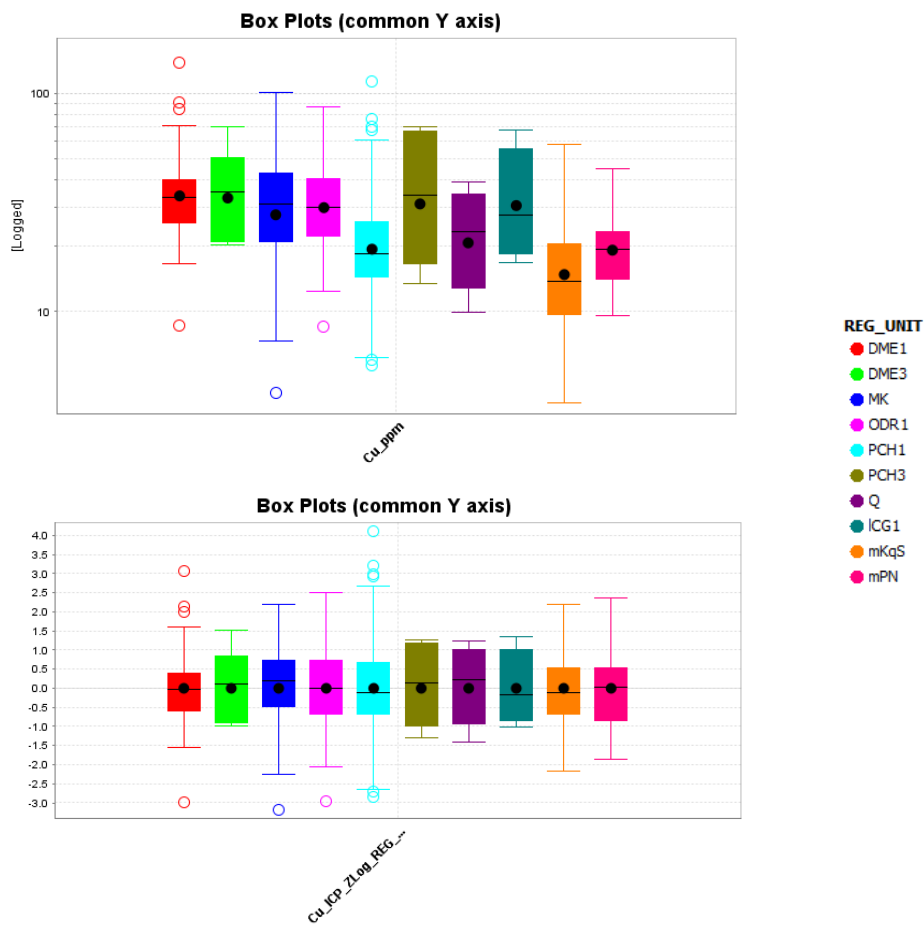 Box Plots (common Y axis)
100
[Logged]
10
Cu_ppm
REG_UNIT
DME1
DME3
MK
ODR1
PCH1
PCH3
Q
lCG1
mKqS
mPN
Box Plots (common Y axis)
4.0
3.5
3.0
2.5
2.0
1.5
1.0
0.5
0.0
-0.5
-1.0
-1.5
-2.0
-2.5
-3.0
Cu_ICP_ZLog_REG_...